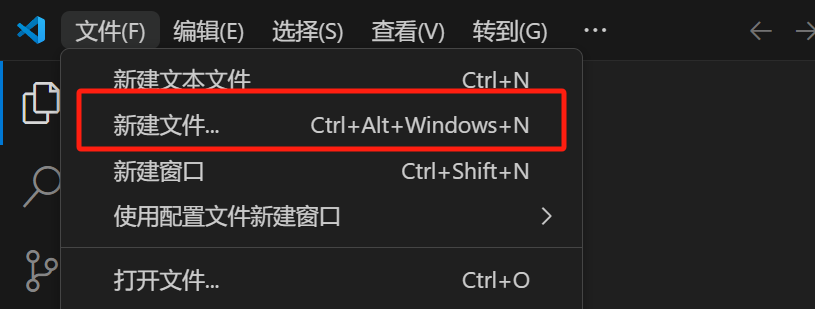 文件(F) 编辑(E) 选择(S) 查看(V) 转到(G) ···
新建文本文件 Ctrl+N
新建文件... Ctrl+Alt+Windows+N
新建窗口 Ctrl+Shift+N
使用配置文件新建窗口
打开文件... Ctrl+O